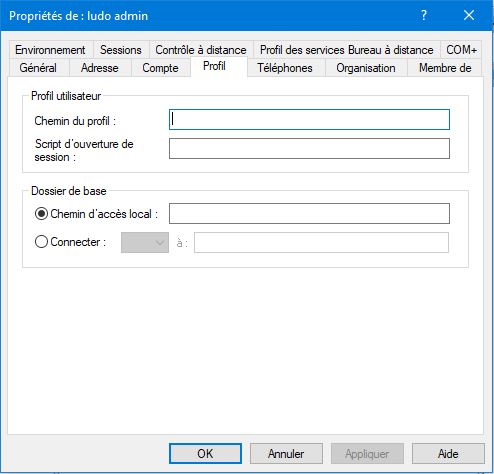 Propriétés de : ludo admin
Environnement Sessions Contrôle à distance Profil des services Bureau à distance COM+
Général Adresse Compte Profil Téléphones Organisation Membre de
Profil utilisateur
Chemin du profil :
Script d'ouverture de
session :
Dossier de base
Chemin d'accès local :
Connecter : à :
OK Annuler Appliquer Aide